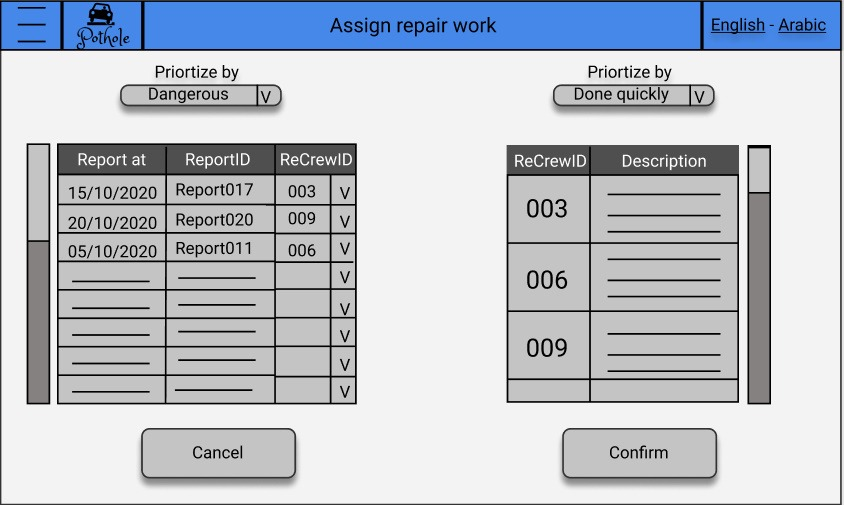 Pothole
Assign repair work
English - Arabic
Priortize by
Dangerous V
Priortize by
Done quickly V
Report at ReportID ReCrewID
15/10/2020 Report017 003 V
20/10/2020 Report020 009 V
05/10/2020 Report011 006 V
V
V
V
V
V
ReCrewID Description
003
006
009
Cancel
Confirm